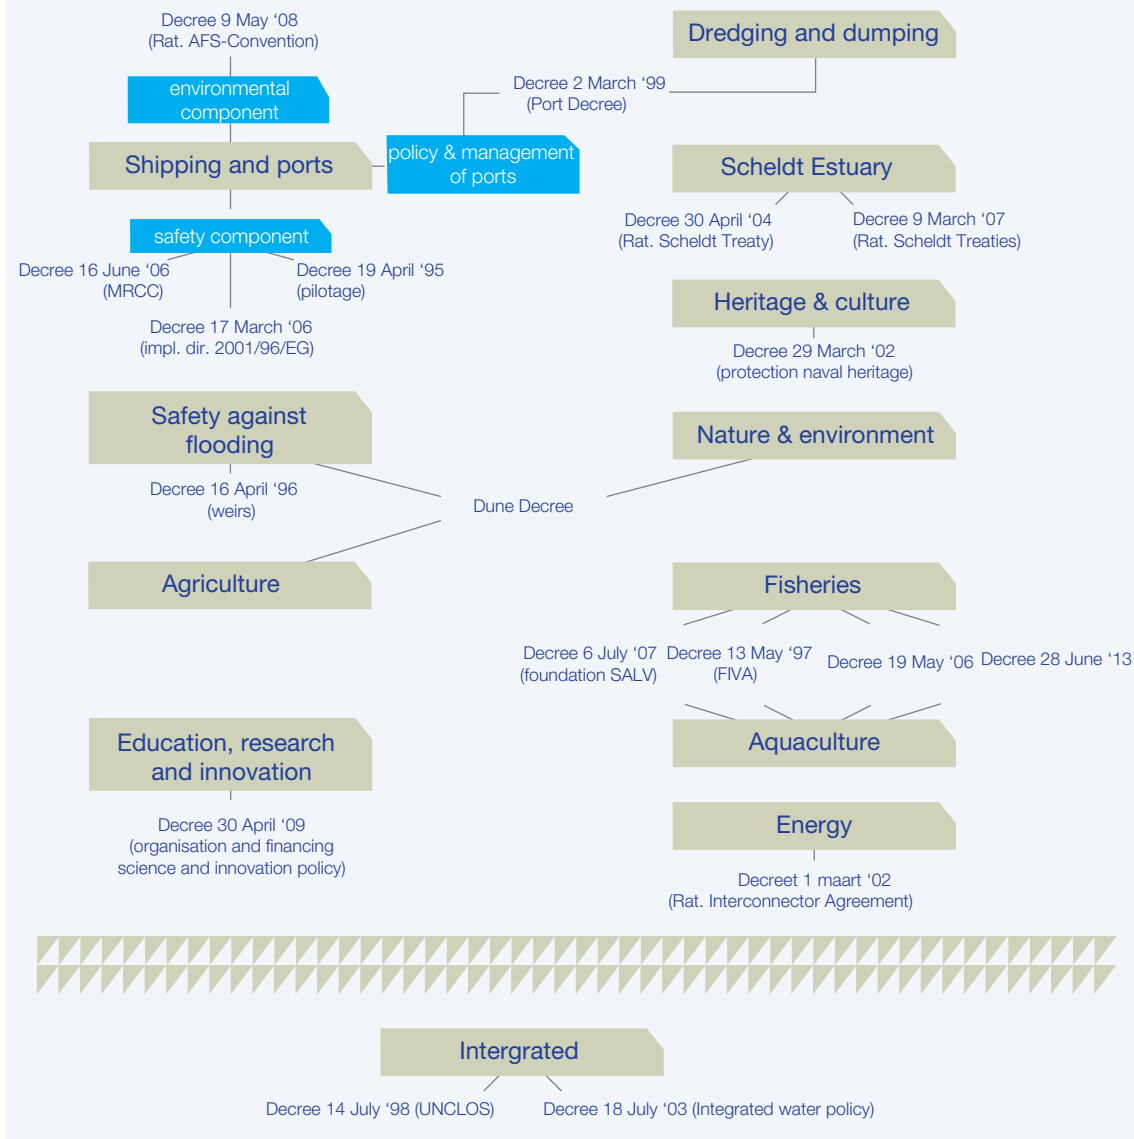 Decree 9 May ‘08
(Rat. AFS-Convention)
environmental
component
Shipping and ports
policy & management
of ports
Decree 2 March ‘99
(Port Decree)
Dredging and dumping
safety component
Decree 16 June ‘06
(MRCC)
Decree 19 April ‘95
(pilotage)
Decree 17 March ‘06
(impl. dir. 2001/96/EG)
Scheldt Estuary
Decree 30 April ‘04
(Rat. Scheldt Treaty)
Decree 9 March ‘07
(Rat. Scheldt Treaties)
Heritage & culture
Decree 29 March ‘02
(protection naval heritage)
Safety against
flooding
Decree 16 April ‘96
(weirs)
Nature & environment
Dune Decree
Agriculture
Fisheries
Decree 6 July ‘07
(foundation SALV)
Decree 13 May ‘97
(FIVA)
Decree 19 May ‘06
Decree 28 June ‘13
Aquaculture
Education, research
and innovation
Decree 30 April ‘09
(organisation and financing
science and innovation policy)
Energy
Decreet 1 maart ‘02
(Rat. Interconnector Agreement)
Intergrated
Decree 14 July ‘98 (UNCLOS)
Decree 18 July ‘03 (Integrated water policy)